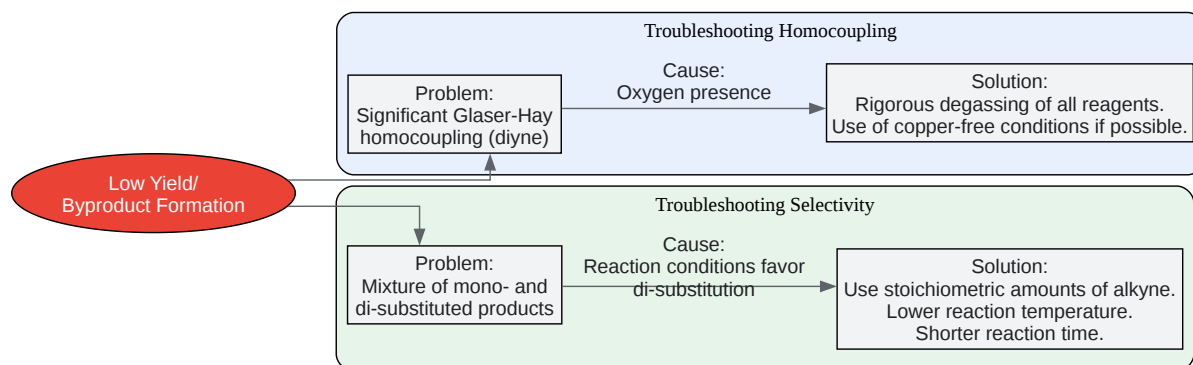 Troubleshooting Homocoupling
Problem:
Significant Glaser-Hay
homocoupling (diyne)
Cause:
Oxygen presence
Solution:
Rigorous degassing of all reagents.
Use of copper-free conditions if possible.
Low Yield/
Byproduct Formation
Troubleshooting Selectivity
Problem:
Mixture of mono- and
di-substituted products
Cause:
Reaction conditions favor
di-substitution
Solution:
Use stoichiometric amounts of alkyne.
Lower reaction temperature.
Shorter reaction time.